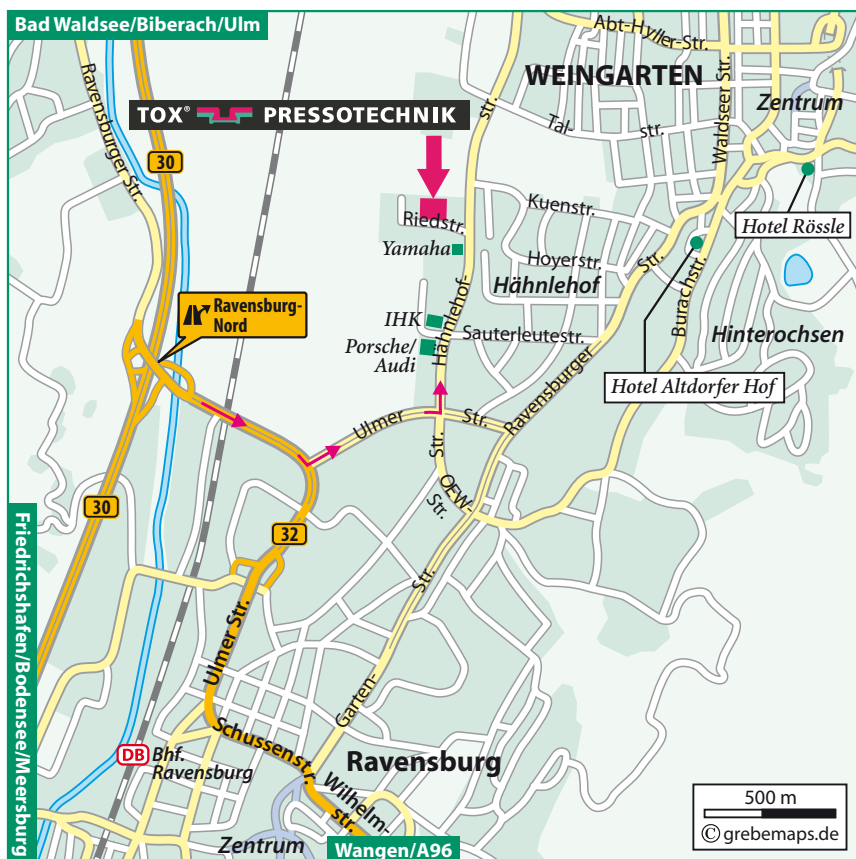 Bad Waldsee/Biberach/Ulm
Abt-Hyller-Str.
WEINGARTEN
Zentrum
Waldseer Str.
Ravensburger Str.
TOX® PRESSOTECHNIK
str.
Tal-
str.
30
Kuenstr.
Hotel Rössle
Riedstr.
Yamaha
Hoyerstr.
Hähnlehof
Str.
Burachstr.
Hähnlehof-
Ravensburg-
Nord
IHK
Sauterleutestr.
Hinterochsen
Porsche/
Audi
Ravensburger
Hotel Altdorfer Hof
Ulmer
Str.
Str.
OEW-
Str.
30
32
Friedrichshafen/Bodensee/Meersburg
Str.
Ulmer Str.
Garten-
Schussenstr.
DB Bhf.
Ravensburg
Ravensburg
Wilhelm-
str.
500 m
© grebemaps.de
Zentrum
Wangen/A96